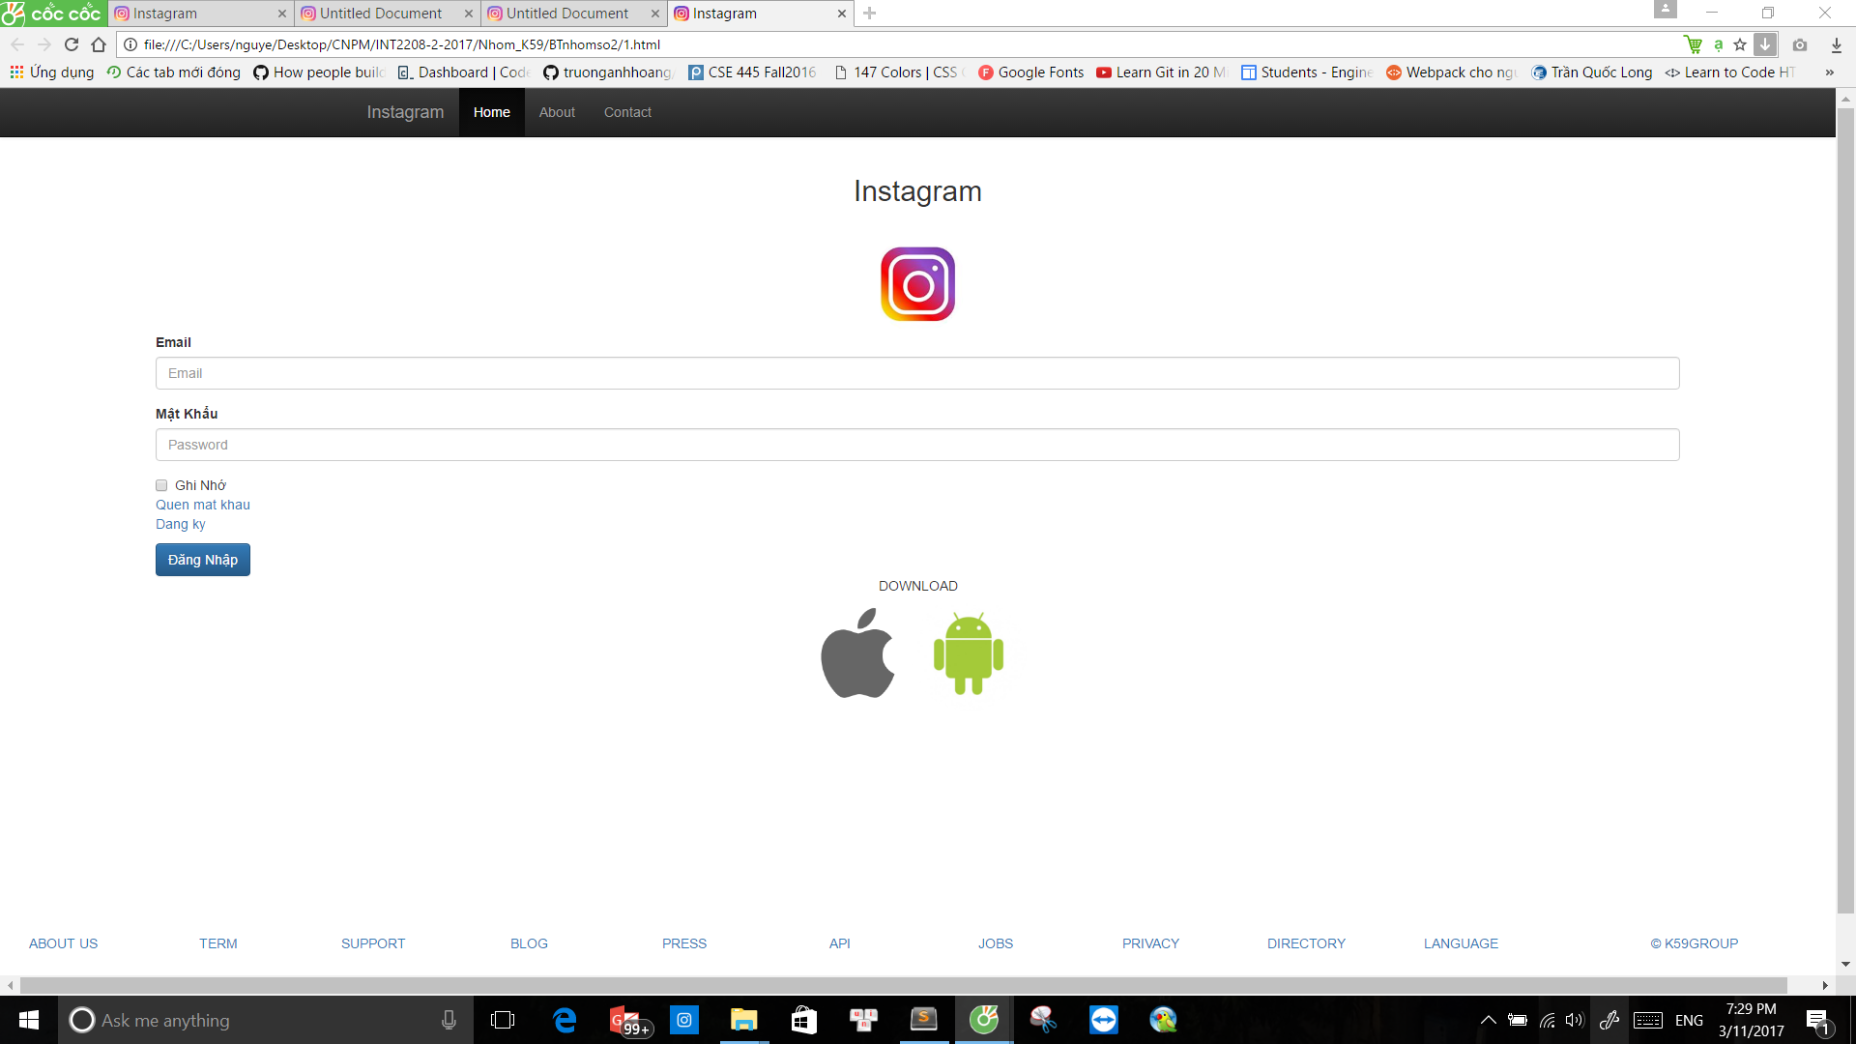 cốc cốc Instagram Untitled Document Untitled Document Instagram
file:///C:/Users/nguye/Desktop/CNPM/INT2208-2-2017/Nhom_K59/BTnhomso2/1.html
Ứng dụng Các tab mới đóng How people build Dashboard | Code truonganhhoang/ CSE 445 Fall2016 147 Colors | CSS Google Fonts Learn Git in 20 Students - Engine Webpack cho Trần Quốc Long Learn to Code HT »
Instagram Home About Contact
Instagram
Email
Email
Mật Khẩu
Password
Ghi Nhớ
Quen mat khau
Dang ky
Đăng Nhập
DOWNLOAD
ABOUT US TERM SUPPORT BLOG PRESS API JOBS PRIVACY DIRECTORY LANGUAGE © K59GROUP
Ask me anything 99+ ENG 7:29 PM
3/11/2017 1